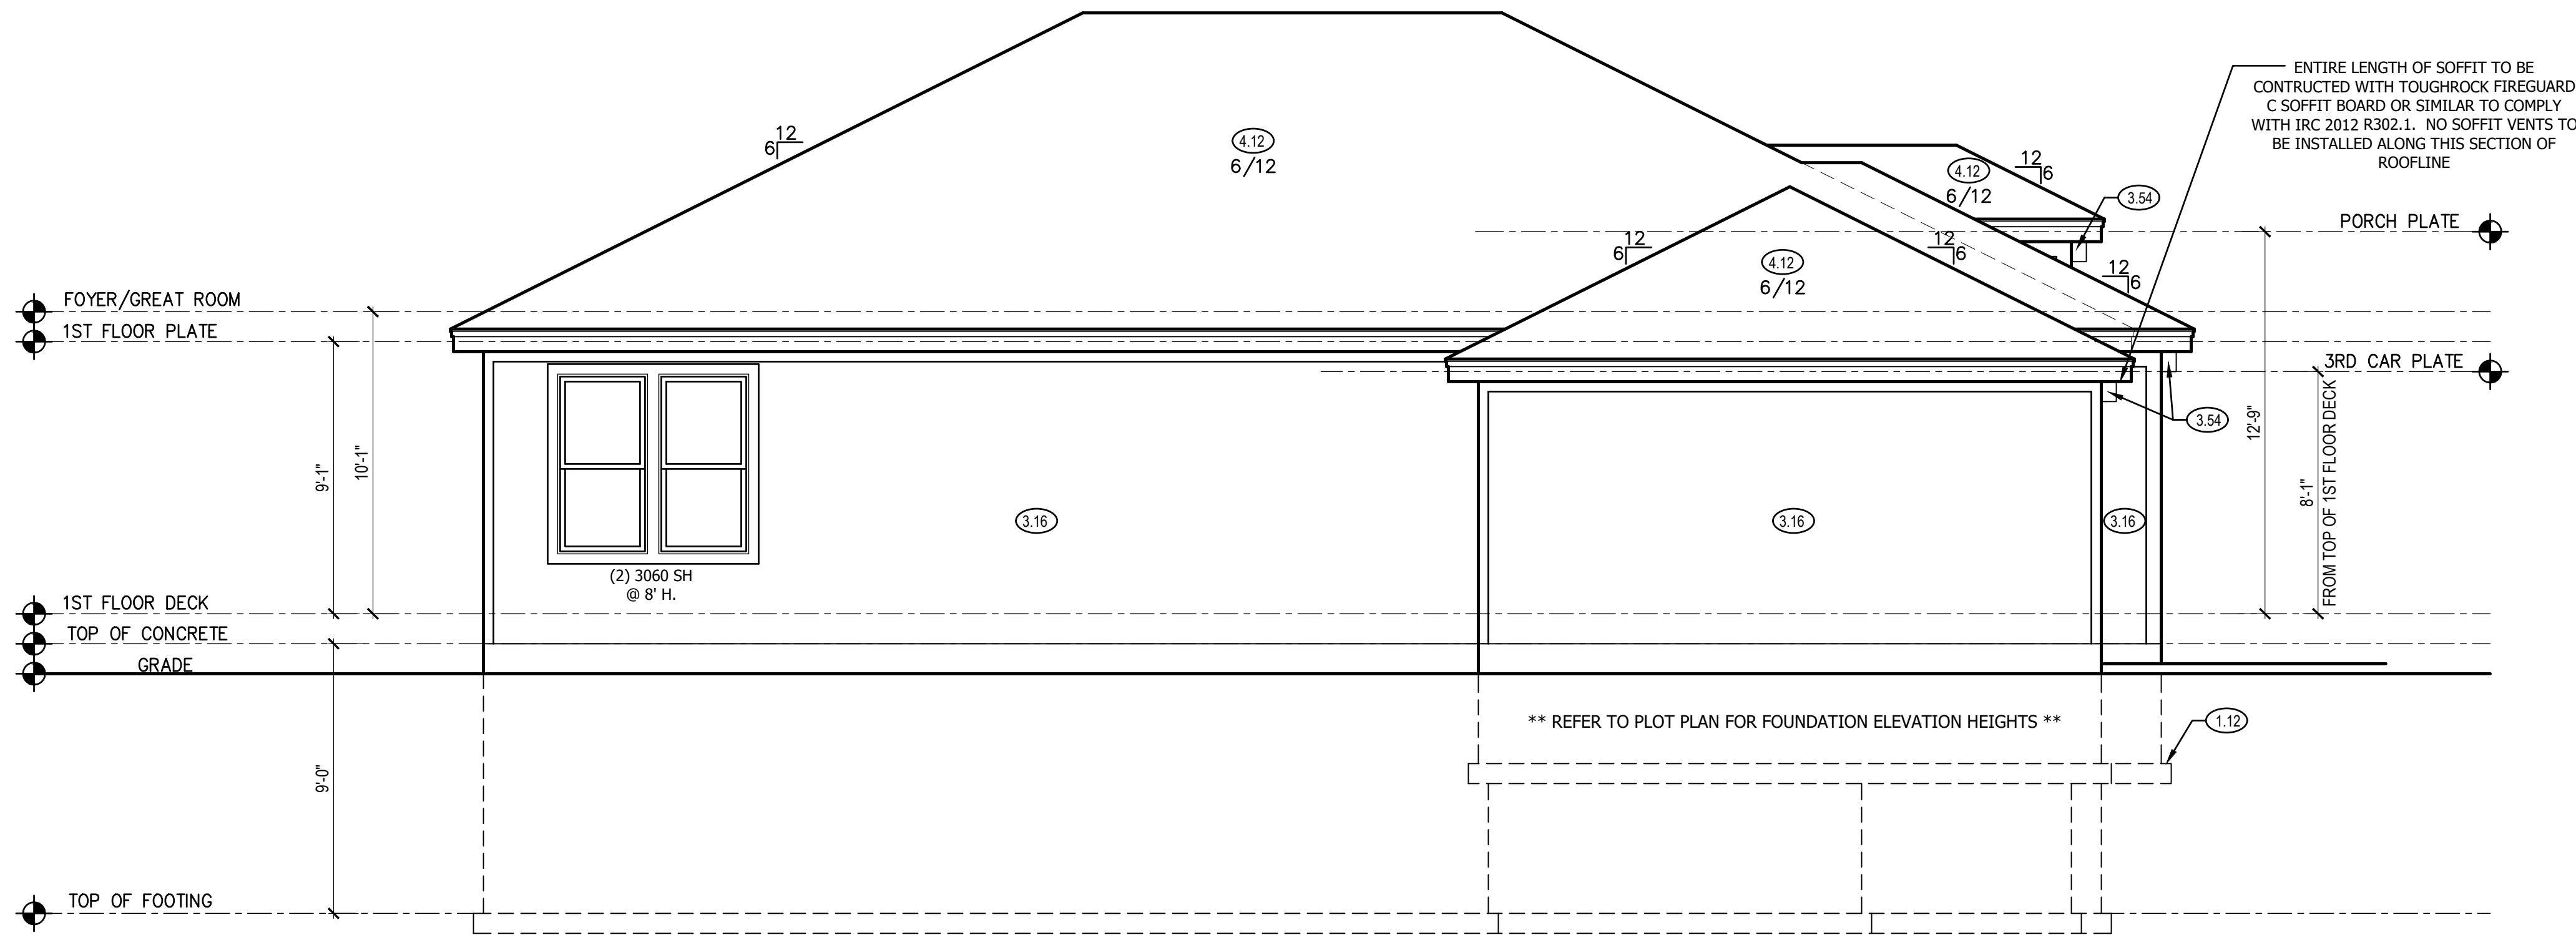 ENTIRE LENGTH OF SOFFIT TO BE
CONTRUCTED WITH TOUGHROCK FIREGUARD
C SOFFIT BOARD OR SIMILAR TO COMPLY
WITH IRC 2012 R302.1. NO SOFFIT VENTS TO
BE INSTALLED ALONG THIS SECTION OF
ROOFLINE
12
6
4.12
6/12
4.12
6/12
12
6
3.54
PORCH PLATE
12
6
4.12
6/12
12
6
12
6
FOYER/GREAT ROOM
1ST FLOOR PLATE
3RD CAR PLATE
3.54
9'-1"
10'-1"
12'-9"
8'-1"
FROM TOP OF 1ST FLOOR DECK
3.16
3.16
3.16
(2) 3060 SH
@ 8' H.
1ST FLOOR DECK
TOP OF CONCRETE
GRADE
** REFER TO PLOT PLAN FOR FOUNDATION ELEVATION HEIGHTS **
1.12
9'-0"
TOP OF FOOTING